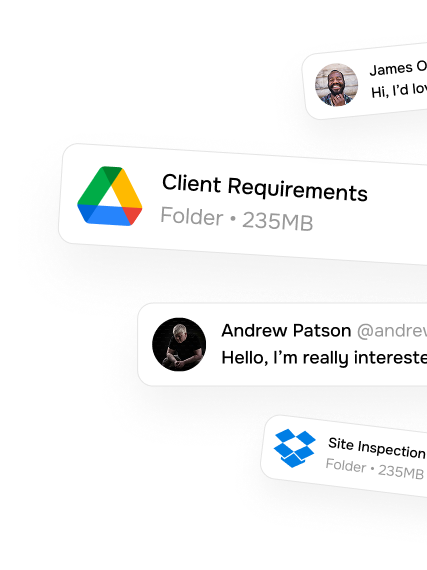 James O
Hi, I'd lov
Client Requirements
Folder • 235MB
Andrew Patson @andrew
Hello, I'm really intereste
Site Inspection
Folder • 235MB